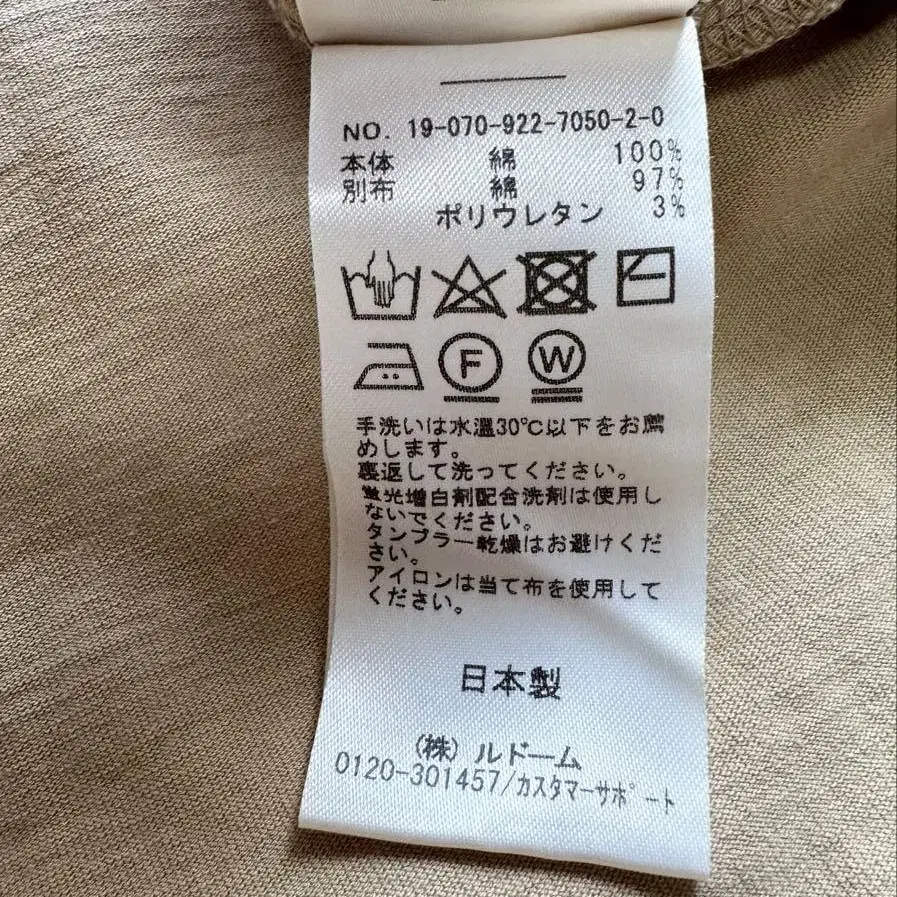 NO. 19-070-922-7050-2-0
本体 綿 100%
別布 綿 97%
ポリウレタン 3%
F W
手洗いは水温30℃以下をお薦
めします。
裏返して洗ってください。
蛍光増白剤配合洗剤は使用し
ないでください。
タンブラー乾燥はお避けくだ
さい。
アイロンは当て布を使用して
ください。
日本製
(株)ルドーム
0120-301457/カスタマーサポート